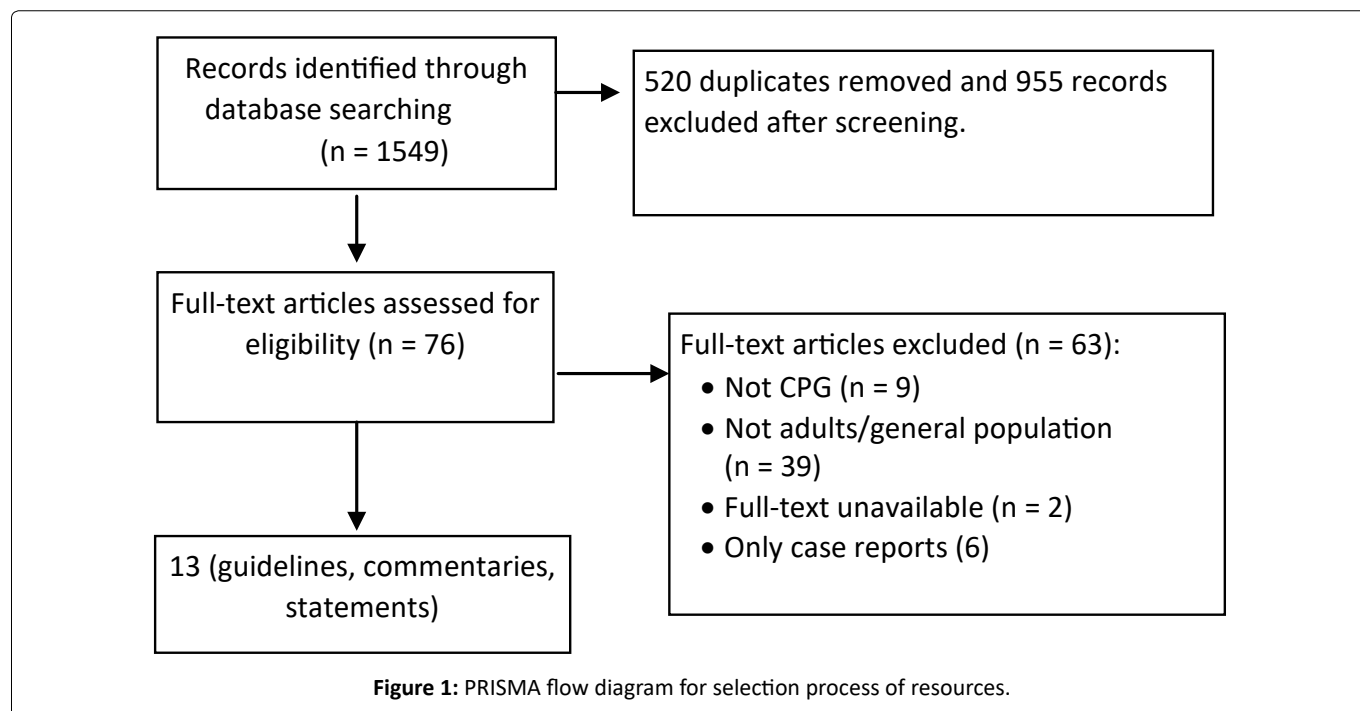 Records identified through
database searching
(n = 1549)
520 duplicates removed and 955 records
excluded after screening.
Full-text articles assessed for
eligibility (n = 76)
Full-text articles excluded (n = 63):
• Not CPG (n = 9)
• Not adults/general population
(n = 39)
• Full-text unavailable (n = 2)
• Only case reports (6)
13 (guidelines, commentaries,
statements)
Figure 1: PRISMA flow diagram for selection process of resources.